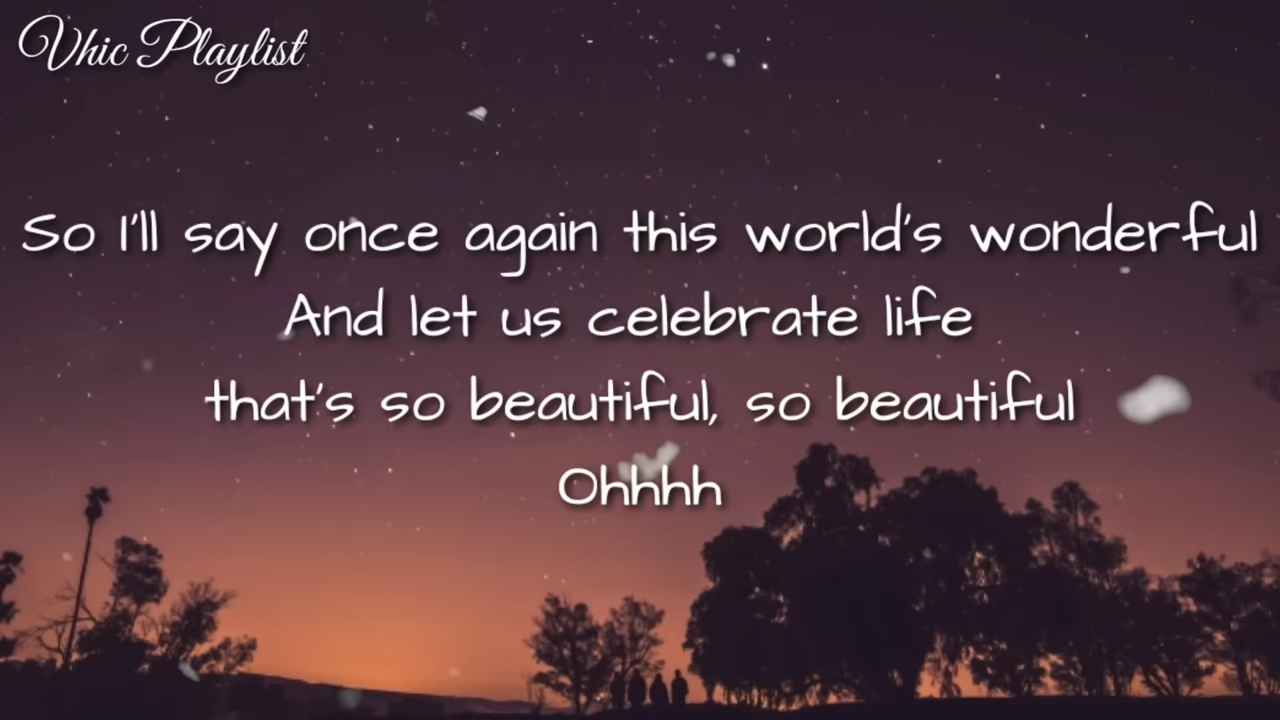 Vhic Playlist
So I'll say once again this world's wonderful
And let us celebrate life
that's so beautiful, so beautiful
Ohhhh